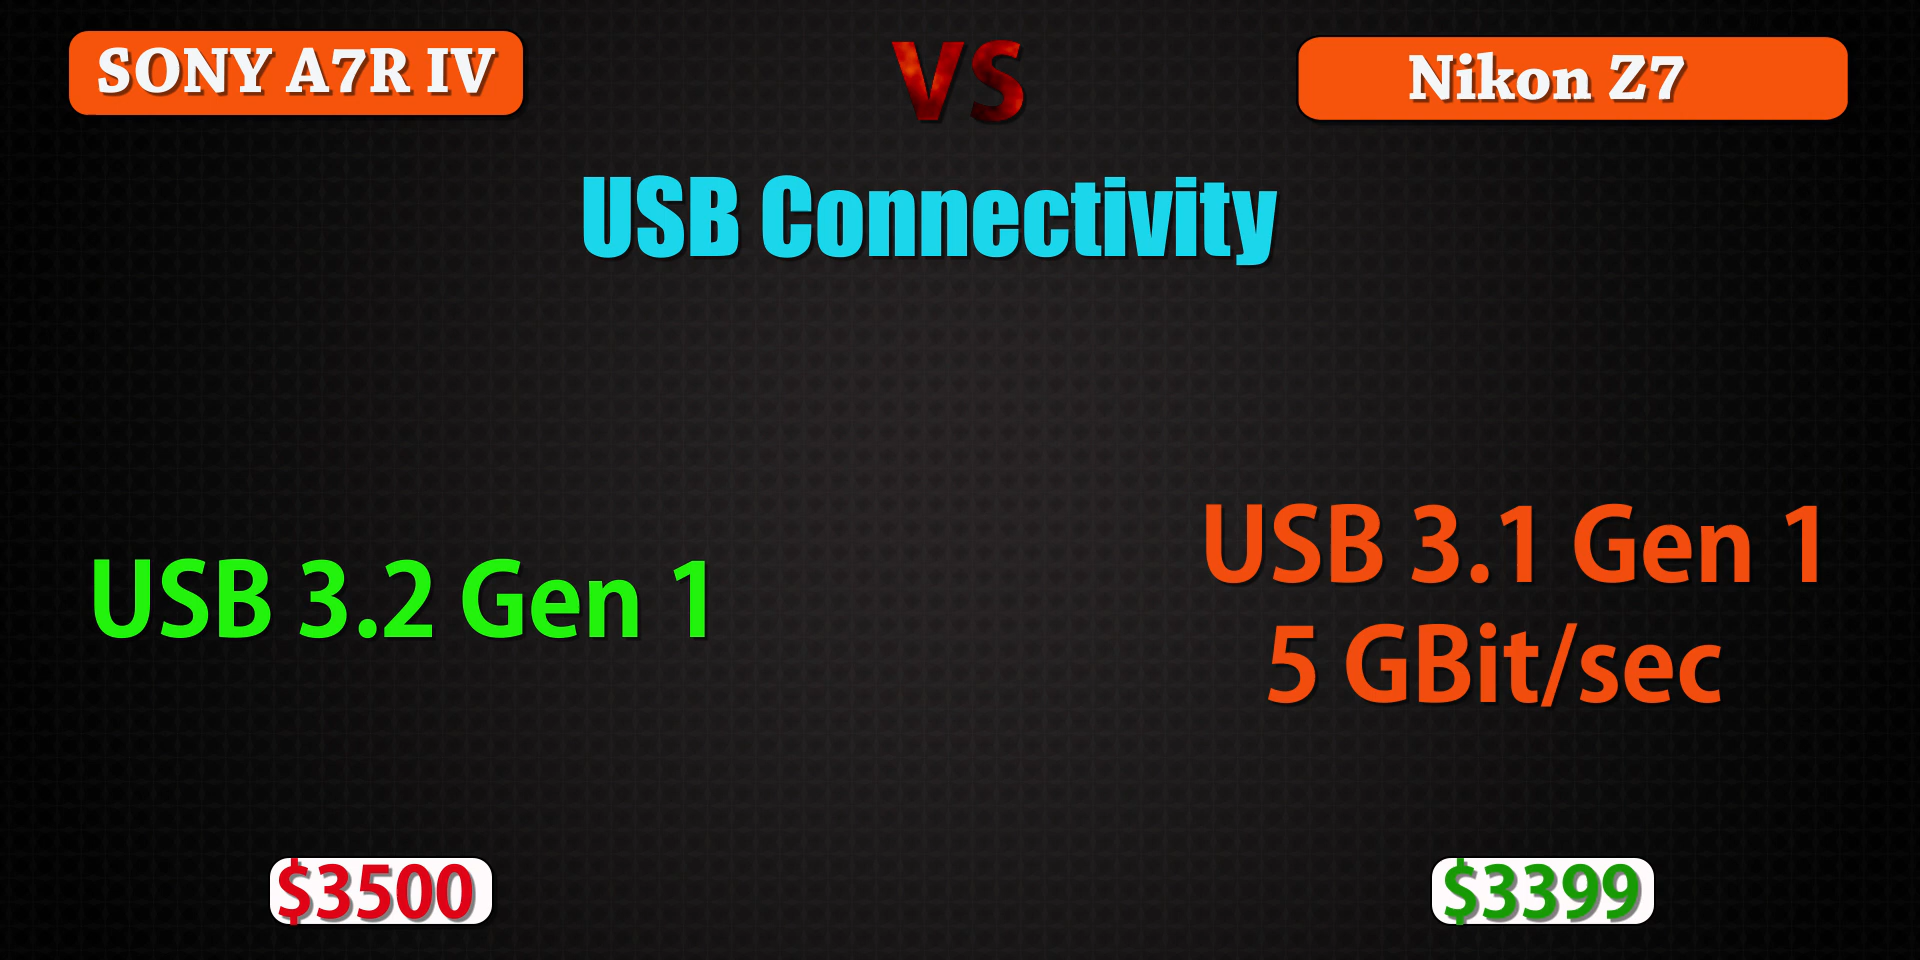 SONY A7R IV
VS
Nikon Z7
USB Connectivity
USB 3.2 Gen 1
USB 3.1 Gen 1
5 GBit/sec
$3500
$3399